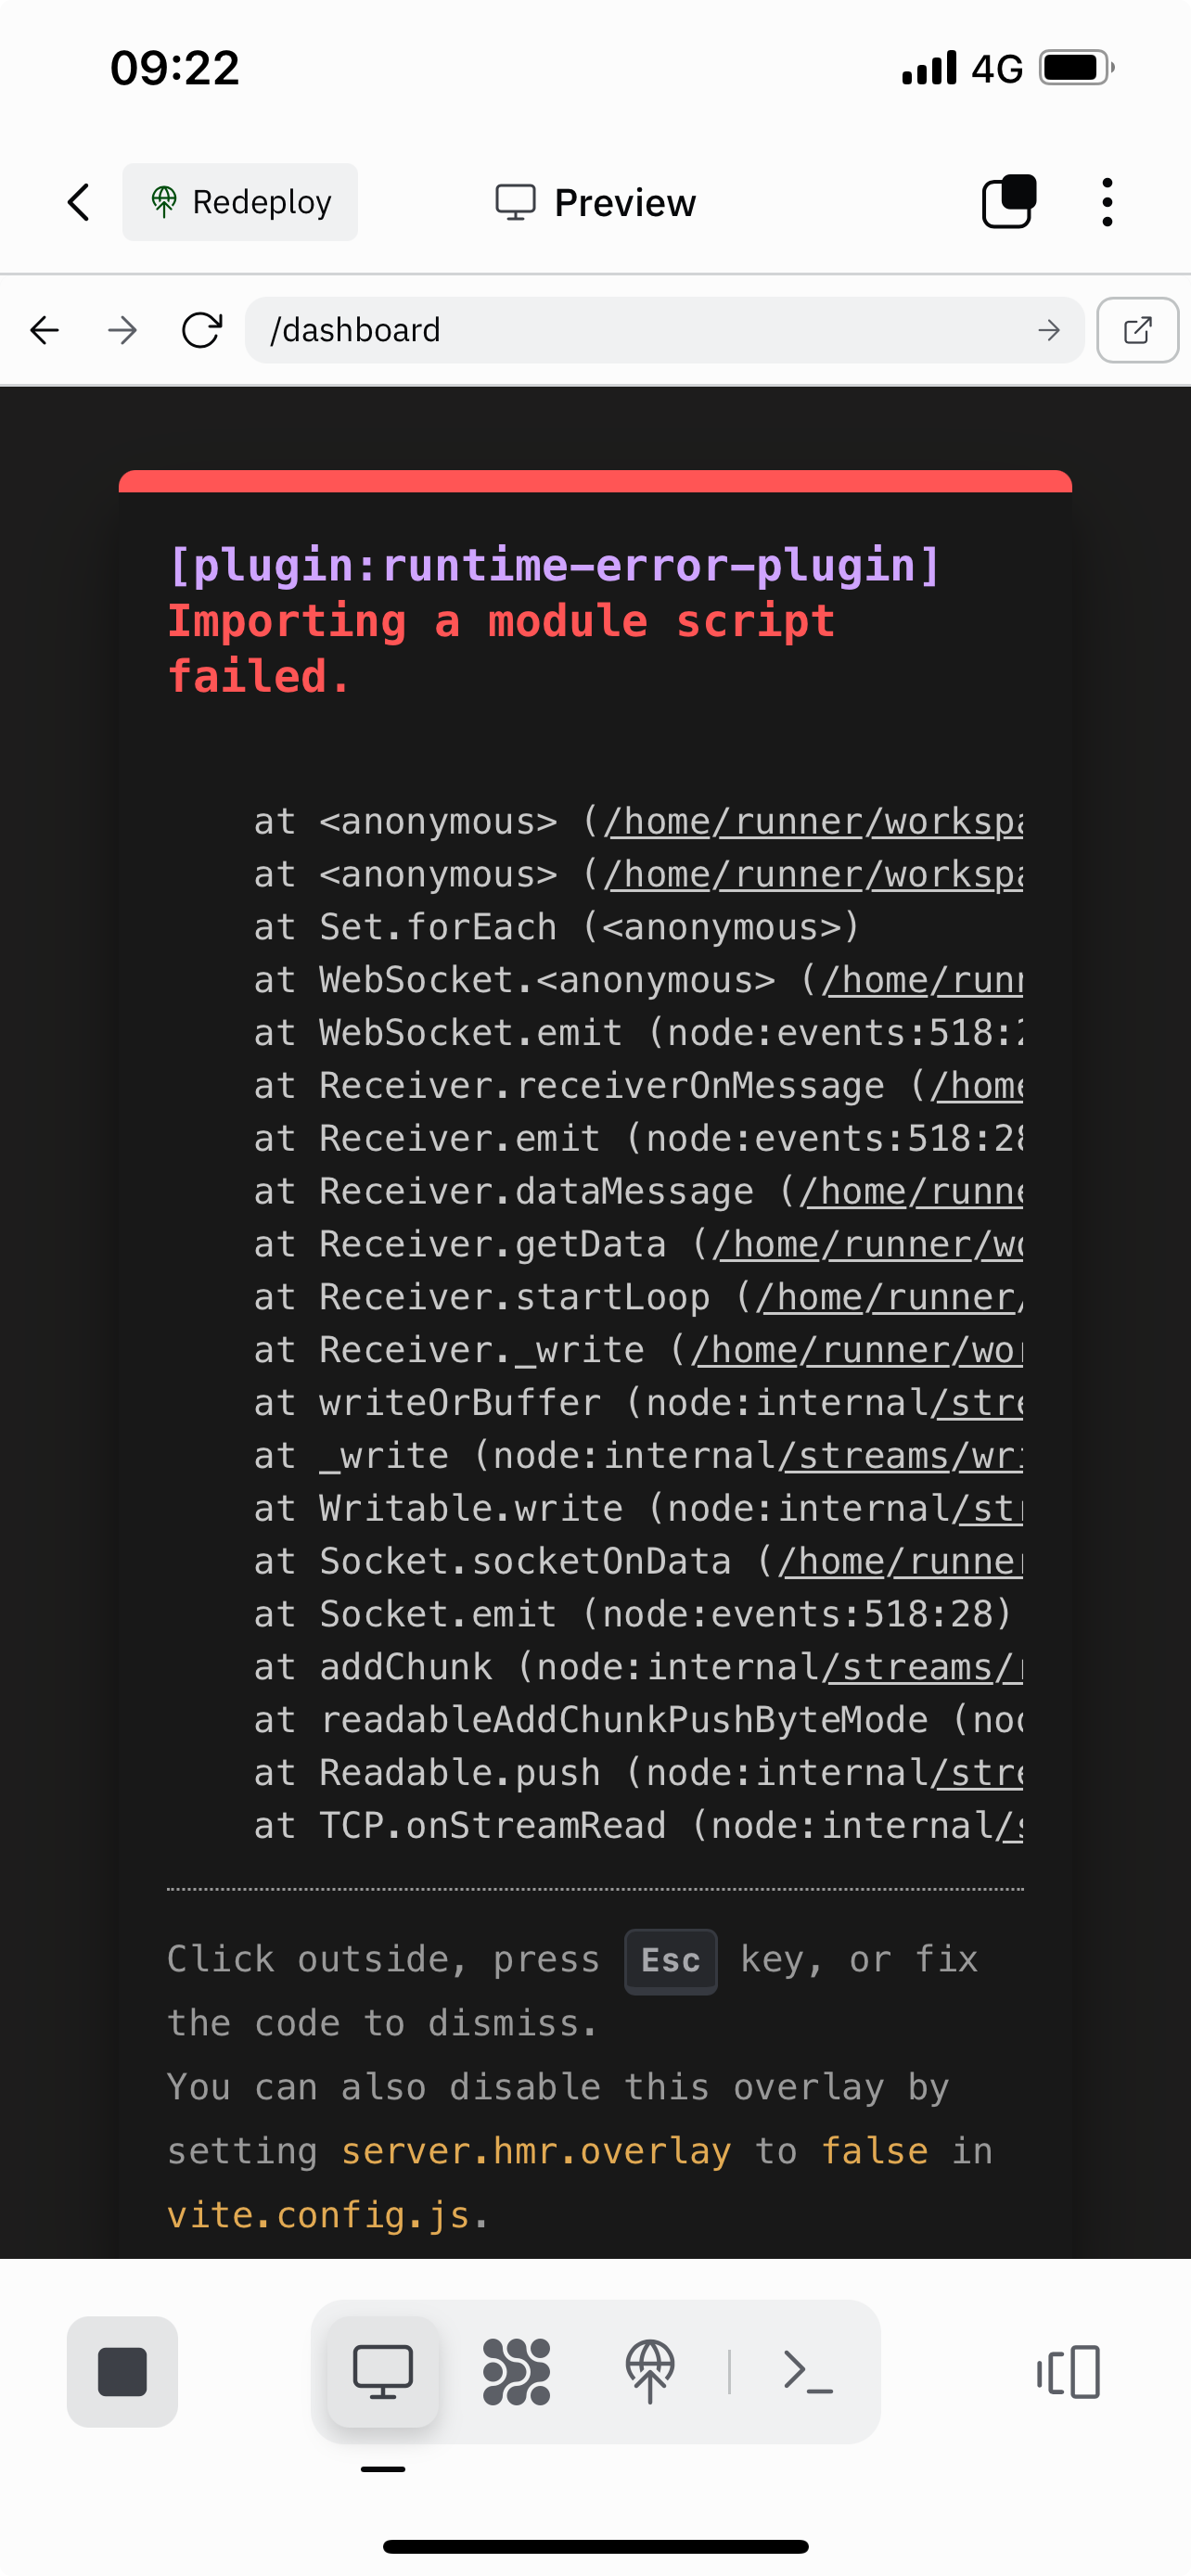 09:22 4G
Redeploy Preview
/dashboard
[plugin:runtime-error-plugin]
Importing a module script
failed.
at <anonymous> (/home/runner/workspa
at <anonymous> (/home/runner/workspa
at Set.forEach (<anonymous>)
at WebSocket.<anonymous> (/home/runn
at WebSocket.emit (node:events:518:2
at Receiver.receiverOnMessage (/home
at Receiver.emit (node:events:518:28
at Receiver.dataMessage (/home/runne
at Receiver.getData (/home/runner/wo
at Receiver.startLoop (/home/runner/
at Receiver._write (/home/runner/wor
at writeOrBuffer (node:internal/stre
at _write (node:internal/streams/wri
at Writable.write (node:internal/str
at Socket.socketOnData (/home/runner
at Socket.emit (node:events:518:28)
at addChunk (node:internal/streams/r
at readableAddChunkPushByteMode (nod
at Readable.push (node:internal/stre
at TCP.onStreamRead (node:internal/s
Click outside, press Esc key, or fix
the code to dismiss.
You can also disable this overlay by
setting server.hmr.overlay to false in
vite.config.js.